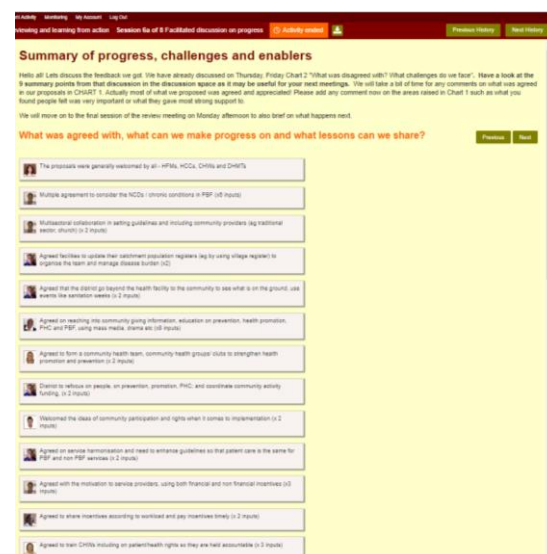 Activity Monitoring My Account Log Out
viewing and learning from action Session 6a of 8 Facilitated discussion on progress Activity ended Previous History Next History
Summary of progress, challenges and enablers
Hello all! Lets discuss the feedback we got. We have already discussed on Thursday, Friday Chart 2 "What was disagreed with? What challenges do we face". Have a look at the
9 summary points from that discussion in the discussion space as it may be useful for your next meetings. We will take a bit of time for any comments on what was agreed
in our proposals in CHART 1. Actually most of what we proposed was agreed and appreciated! Please add any comment now on the areas raised in Chart 1 such as what you
found people felt was very important or what they gave most strong support to.
We will move on to the final session of the review meeting on Monday afternoon to also brief on what happens next.
What was agreed with, what can we make progress on and what lessons can we share? Previous Next
The proposals were generally welcomed by all - HFMs, HCCs, CHWs and DHMTs
Multiple agreement to consider the NCDs / chronic conditions in PBF (x5 inputs)
Multisectoral collaboration in setting guidelines and including community providers (eg traditional
sector, church) (x 2 inputs)
Agreed facilities to update their catchment population registers (eg by using village register) to
organize the team and manage disease burden (x2)
Agreed that the district go beyond the health facility to the community to see what is on the ground, use
events like sanitation weeks (x 2 inputs)
Agreed on reaching into community giving information, education on prevention, health promotion,
PHC and PBF, using mass media, drama etc (x8 inputs)
Agreed to form a community health team, community health groups/ clubs to strengthen health
promotion and prevention (x 2 inputs)
District to refocus on people, on prevention, promotion, PHC; and coordinate community activity
funding, (x 2 inputs)
Welcomed the ideas of community participation and rights when it comes to implementation (x 2
inputs)
Agreed on service harmonisation and need to enhance guidelines so that patient care is the same for
PBF and non PBF services (x 2 inputs)
Agreed with the motivation to service providers, using both financial and non financial incentives (x3
inputs)
Agreed to share incentives according to workload and pay incentives timely (x 2 inputs)
Agreed to train CHWs including on patient/health rights so they are held accountable (x 3 inputs)